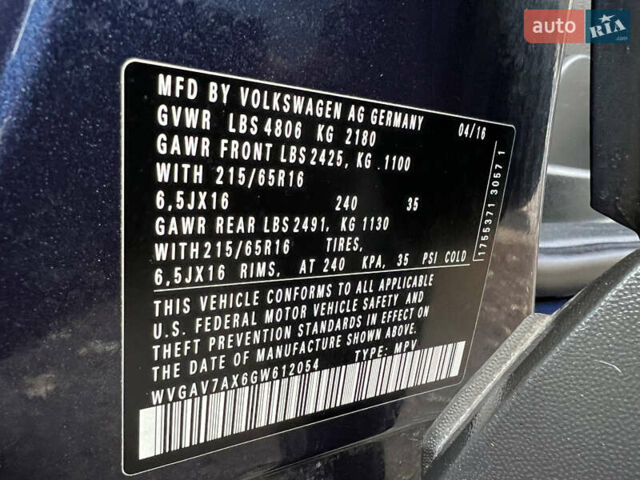 AUTO RIA .com
MFD BY VOLKSWAGEN AG GERMANY
GVWR LBS 4806 KG 2180 04/16
GAWR FRONT LBS 2425, KG .1100
WITH 215/65R16
6,5JX16 240 35
GAWR REAR LBS 2491, KG 1130
WITH 215/65R16 TIRES,
6,5JX16 RIMS, AT 240 KPA, 35 PSI COLD
THIS VEHICLE CONFORMS TO ALL APPLICABLE
U.S. FEDERAL MOTOR VEHICLE SAFETY AND
THEFT PREVENTION STANDARDS IN EFFECT ON
THE DATE OF MANUFACTURE SHOWN ABOVE.
WVGAV7AX6GW612054 TYPE: MPV
1755371 3057 1